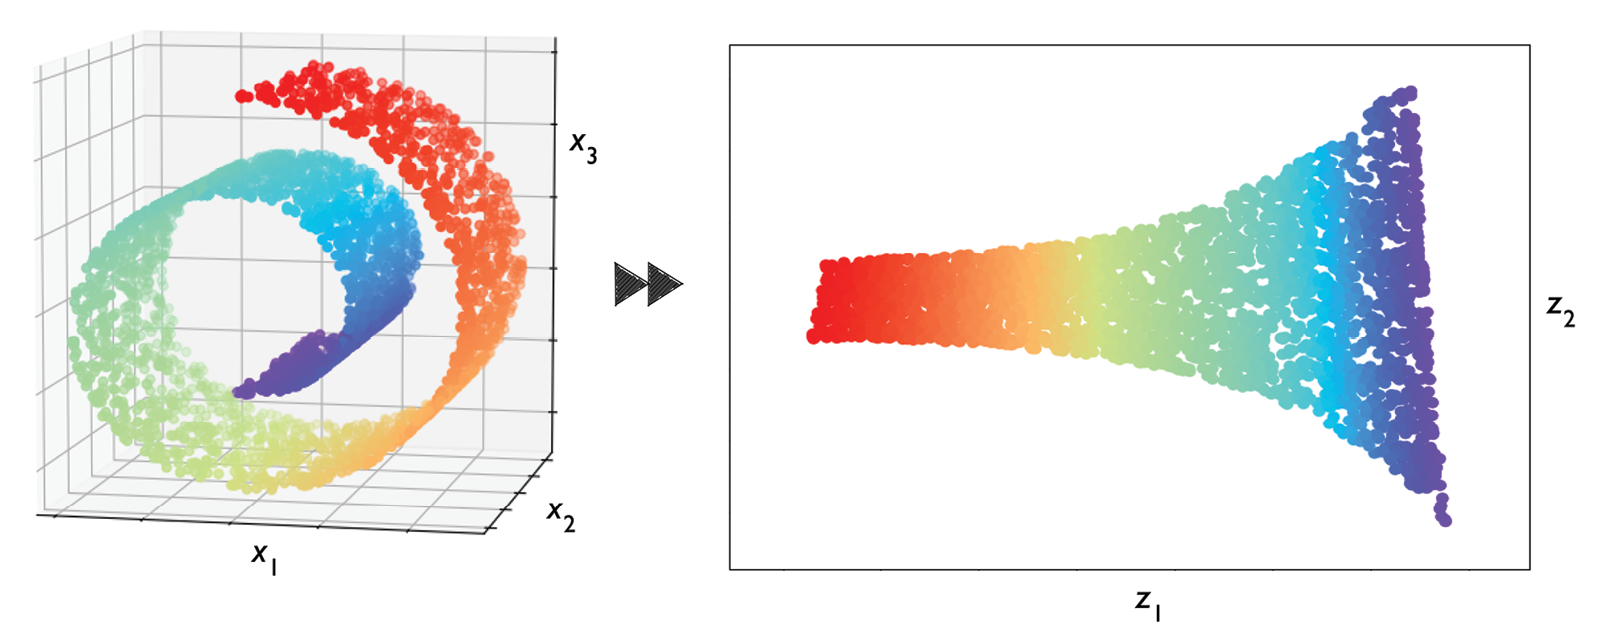 x₃
x₂
x₁
z₂
z₁